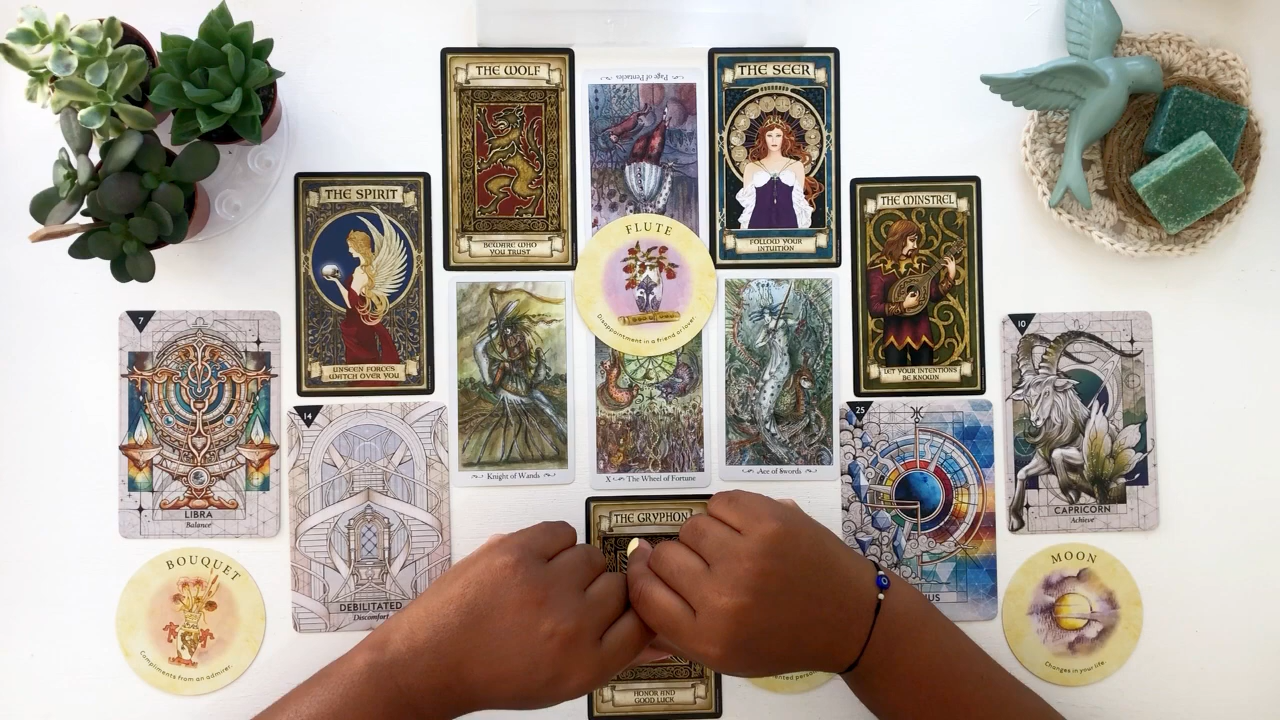 THE WOLF
BEWARE WHO
YOU TRUST
Page of Pentacles
THE SEER
FOLLOW YOUR
INTUITION
THE SPIRIT
UNSEEN FORCES
WATCH OVER YOU
FLUTE
Disappointment in a friend or lover.
THE MINSTREL
LET YOUR INTENTIONS
BE KNOWN
7
LIBRA
Balance
14
DEBILITATED
Discomfort
Knight of Wands
X The Wheel of Fortune
Ace of Swords
25
10
CAPRICORN
Achieve
THE GRYPHON
HONOR AND
GOOD LUCK
BOUQUET
Compliments from an admirer.
MOON
Changes in your life.